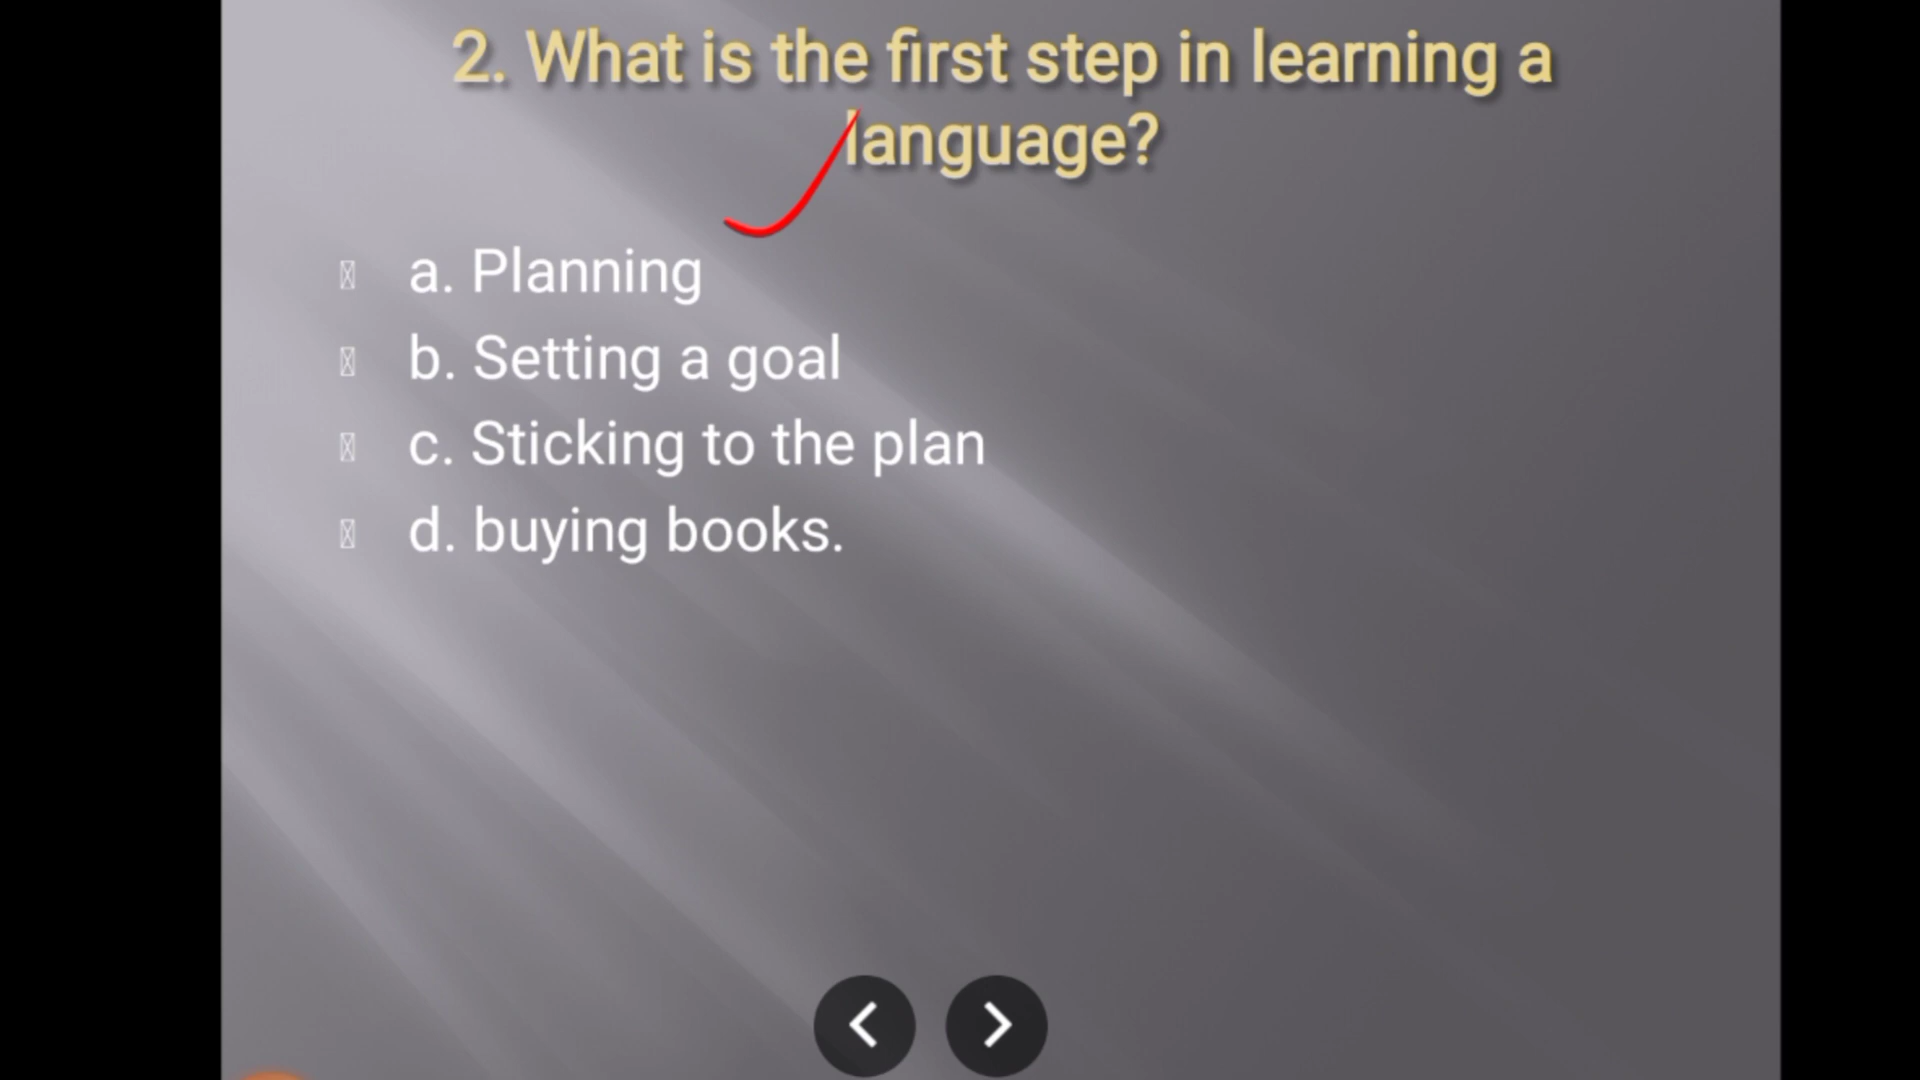 2. What is the first step in learning a
language?
a. Planning
b. Setting a goal
c. Sticking to the plan
d. buying books.